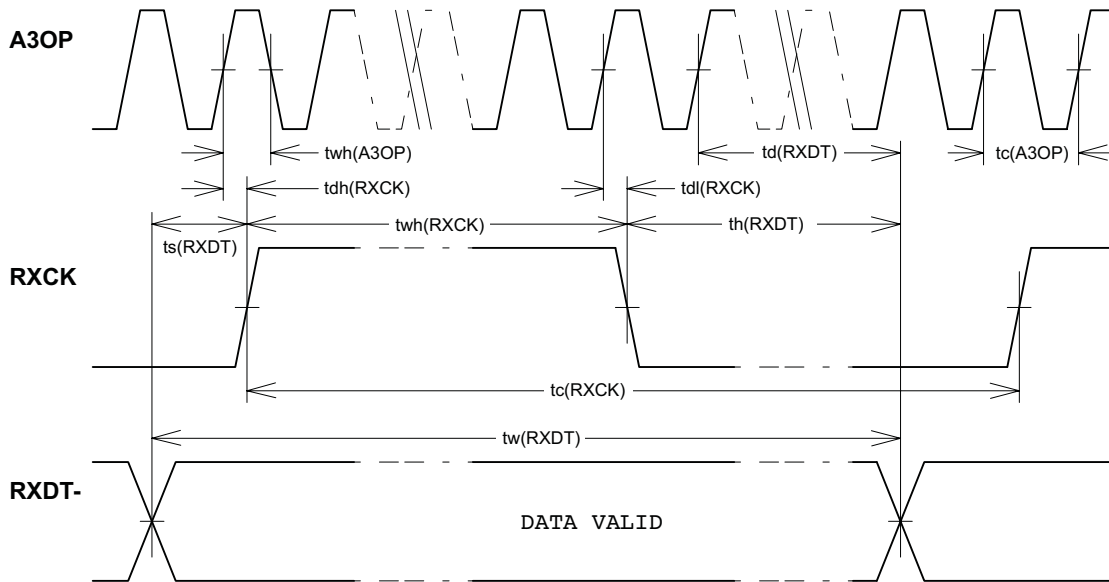 A3OP
twh(A3OP)
td(RXDT)
tc(A3OP)
tdh(RXCK)
tdl(RXCK)
twh(RXCK)
th(RXDT)
ts(RXDT)
RXCK
tc(RXCK)
tw(RXDT)
RXDT-
DATA VALID